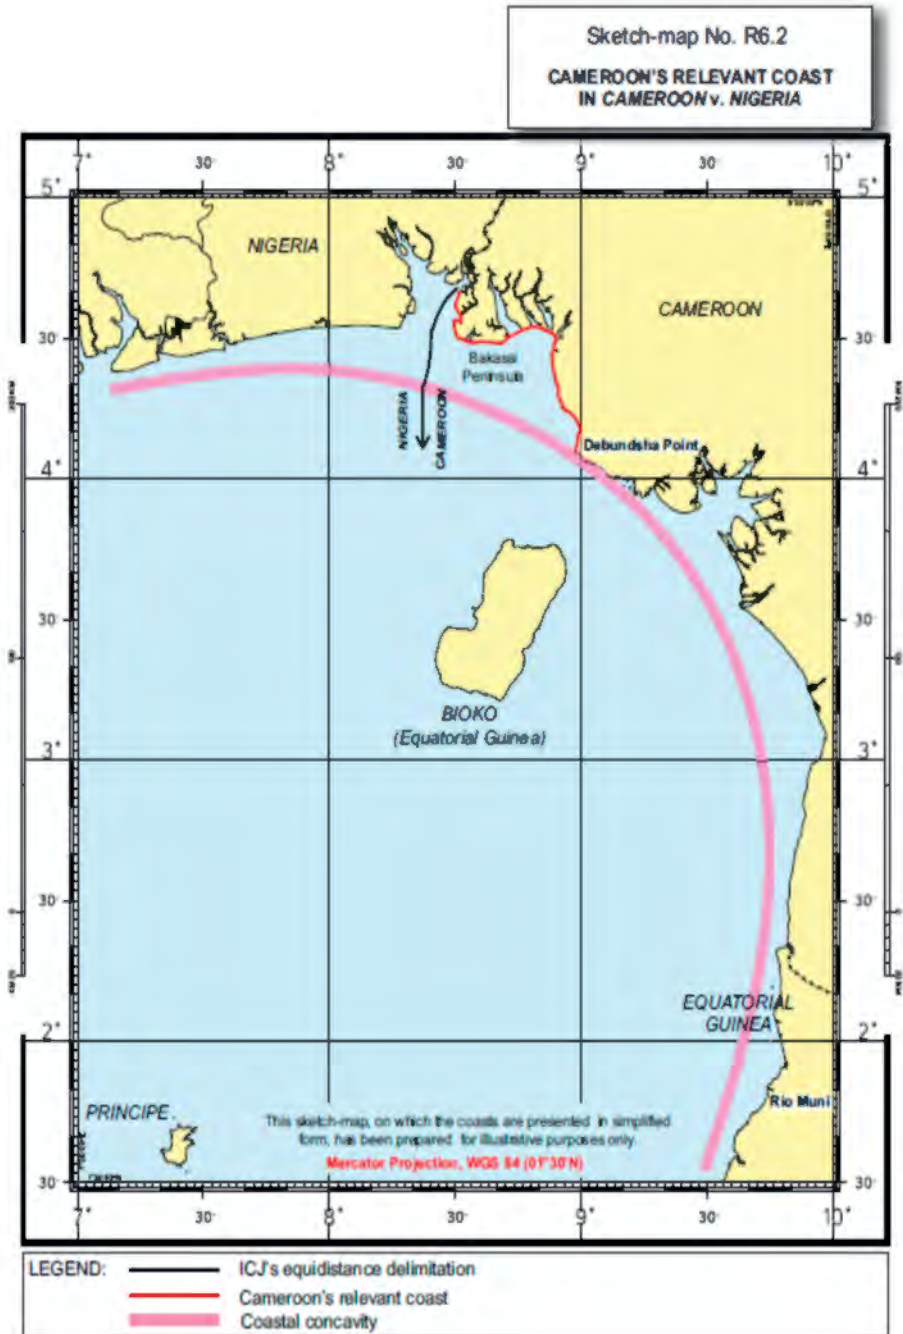 Sketch-map No. R6.2
CAMEROON'S RELEVANT COAST
IN CAMEROON v. NIGERIA
7° 30' 8° 30' 9° 30' 10°
5° 5°
NIGERIA
CAMEROON
30' 30'
Bakassi
Peninsula
NIGERIA
CAMEROON
Debundsha Point
4° 4°
30' 30'
BIOKO
(Equatorial Guinea)
3° 3°
30' 30'
EQUATORIAL
GUINEA
2° 2°
Rio Muni
PRINCIPE
This sketch-map, on which the coasts are presented in simplified
form, has been prepared for illustrative purposes only.
Mercator Projection, WGS 84 (01°30'N)
30' 30'
7° 30' 8° 30' 9° 30' 10°
LEGEND:
ICJ's equidistance delimitation
Cameroon's relevant coast
Coastal concavity